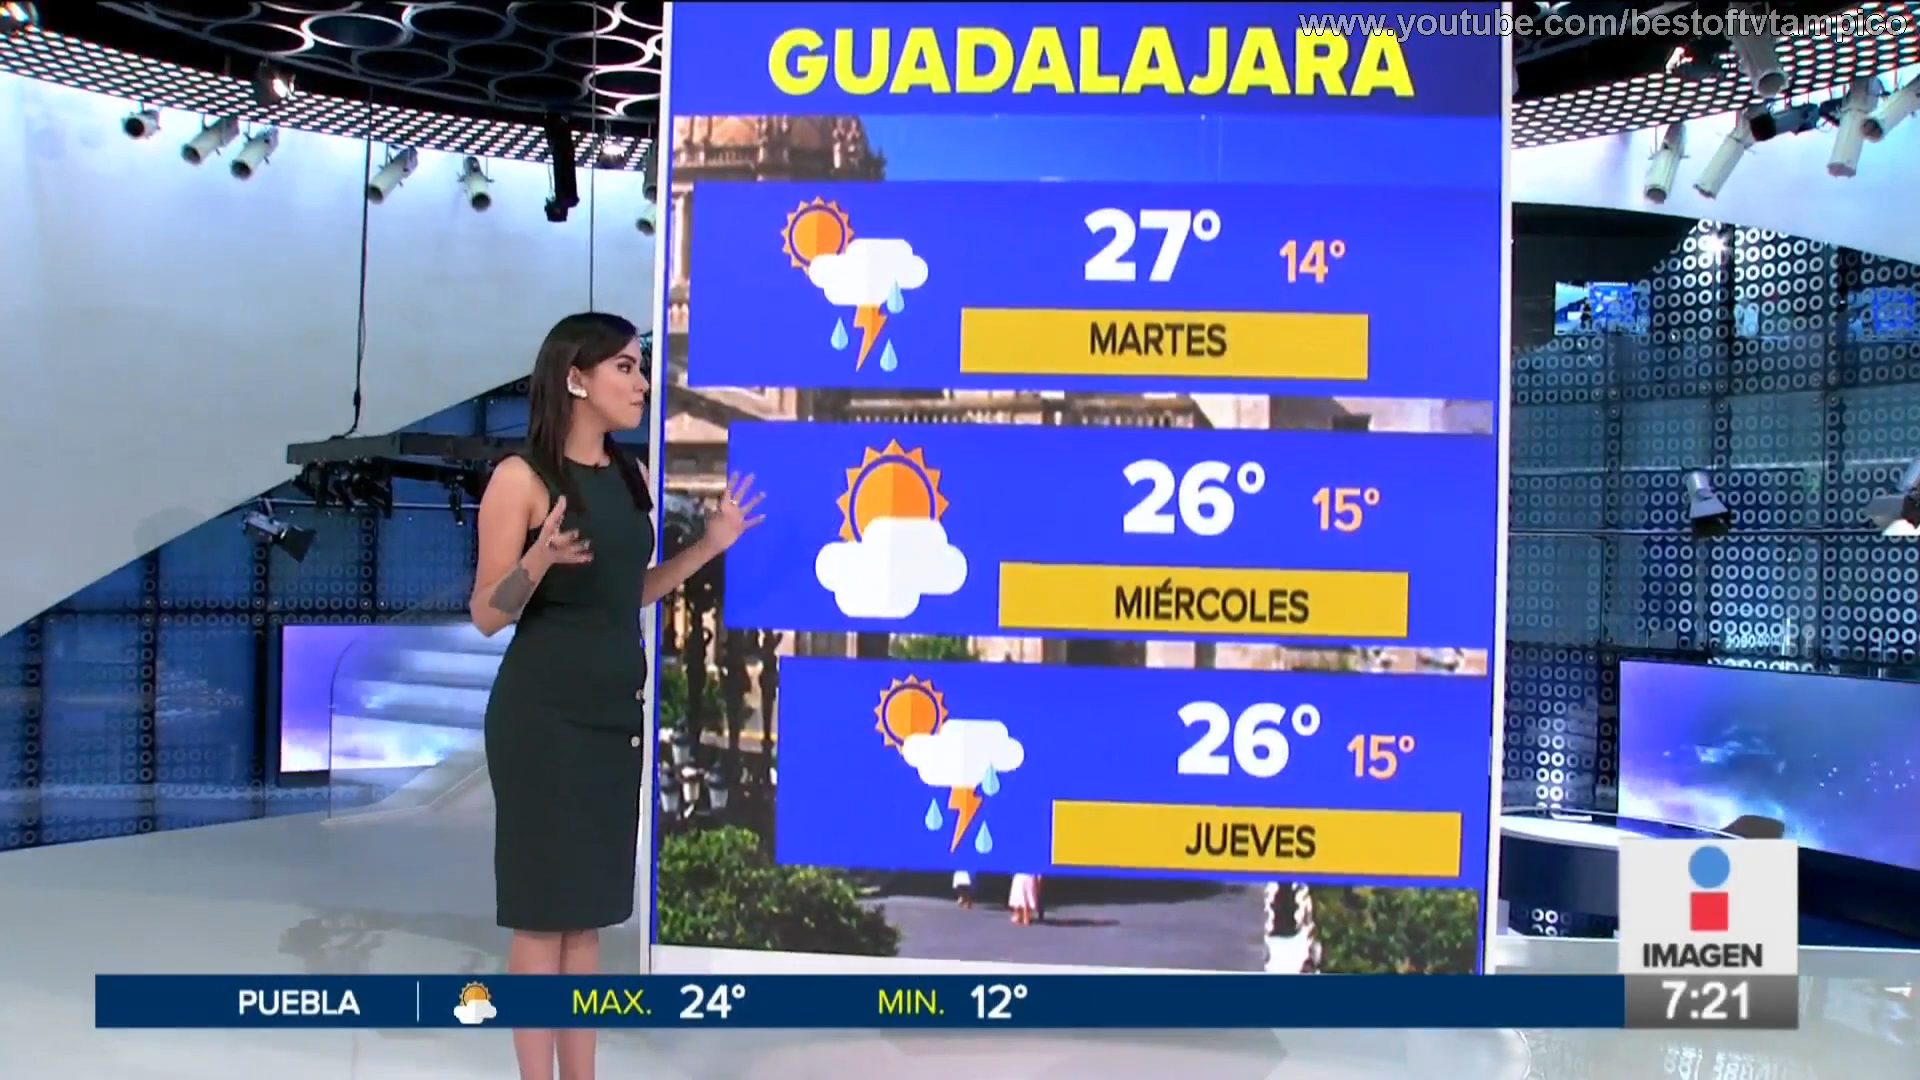 www.youtube.com/bestoftvtampico
GUADALAJARA
27° 14°
MARTES
26° 15°
MIÉRCOLES
26° 15°
JUEVES
IMAGEN
7:21
PUEBLA MAX. 24° MIN. 12°